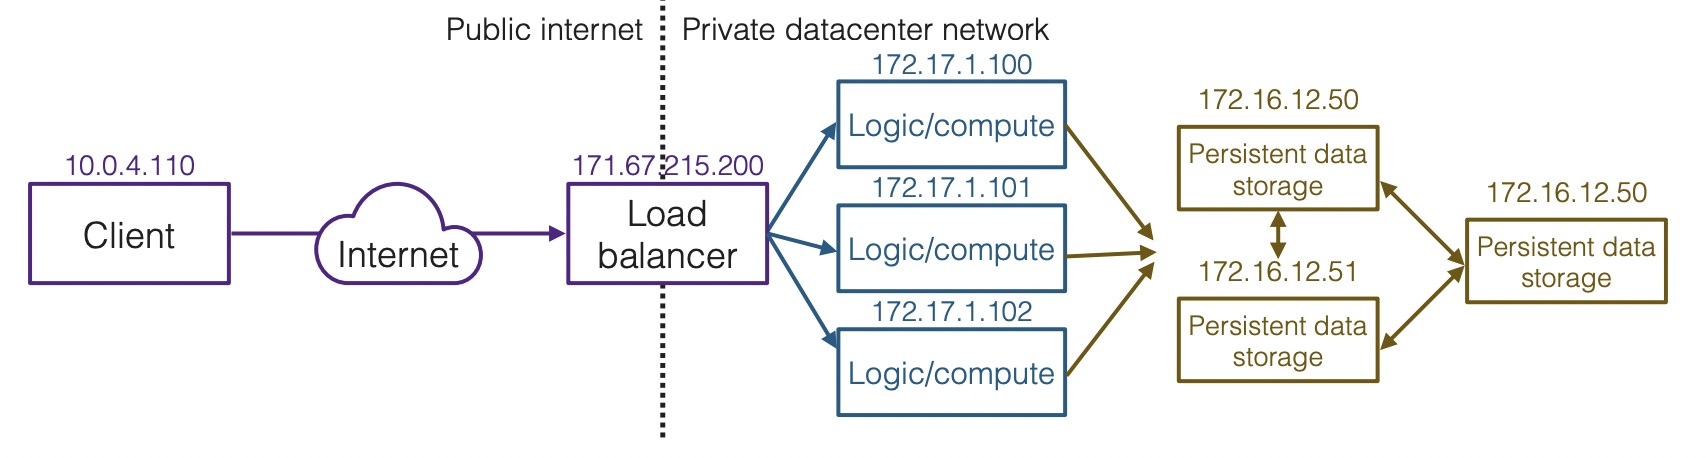 Public internet
Private datacenter network
10.0.4.110
Client
Internet
171.67.215.200
Load
balancer
172.17.1.100
Logic/compute
172.17.1.101
Logic/compute
172.17.1.102
Logic/compute
172.16.12.50
Persistent data
storage
172.16.12.51
Persistent data
storage
172.16.12.50
Persistent data
storage